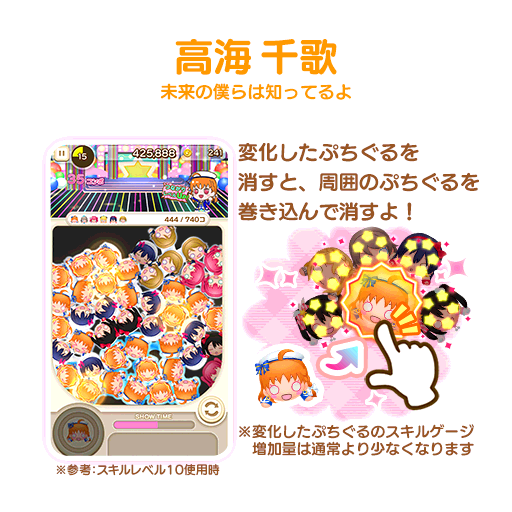 高海 千歌
未来の僕らは知ってるよ
15
425,888
241
35
444 / 740コ
変化したぷちぐるを
消すと、周囲のぷちぐるを
巻き込んで消すよ！
SHOW TIME
※変化したぷちぐるのスキルゲージ
増加量は通常より少なくなります
※参考：スキルレベル10使用時